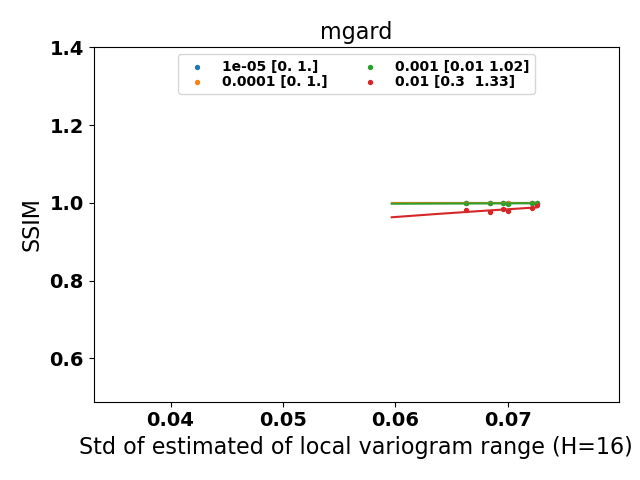 mgard
1e-05 [0. 1.]
0.0001 [0. 1.]
0.001 [0.01 1.02]
0.01 [0.3  1.33]
1.4
1.2
1.0
0.8
0.6
SSIM
0.04 0.05 0.06 0.07
Std of estimated of local variogram range (H=16)